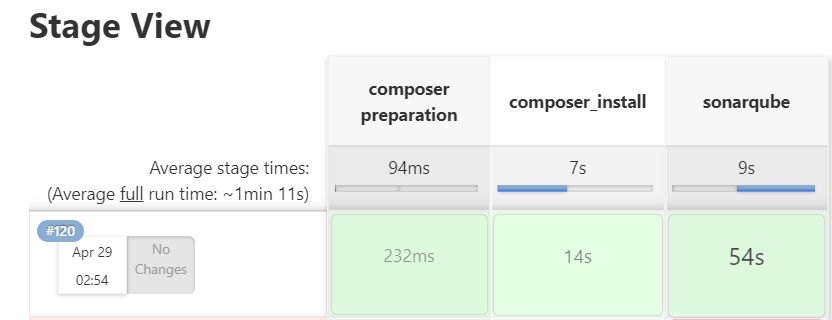 Stage View
composer
preparation
composer_install
sonarqube
Average stage times:
(Average full run time: ~1min 11s)
94ms
7s
9s
#120
Apr 29
02:54
No
Changes
232ms
14s
54s